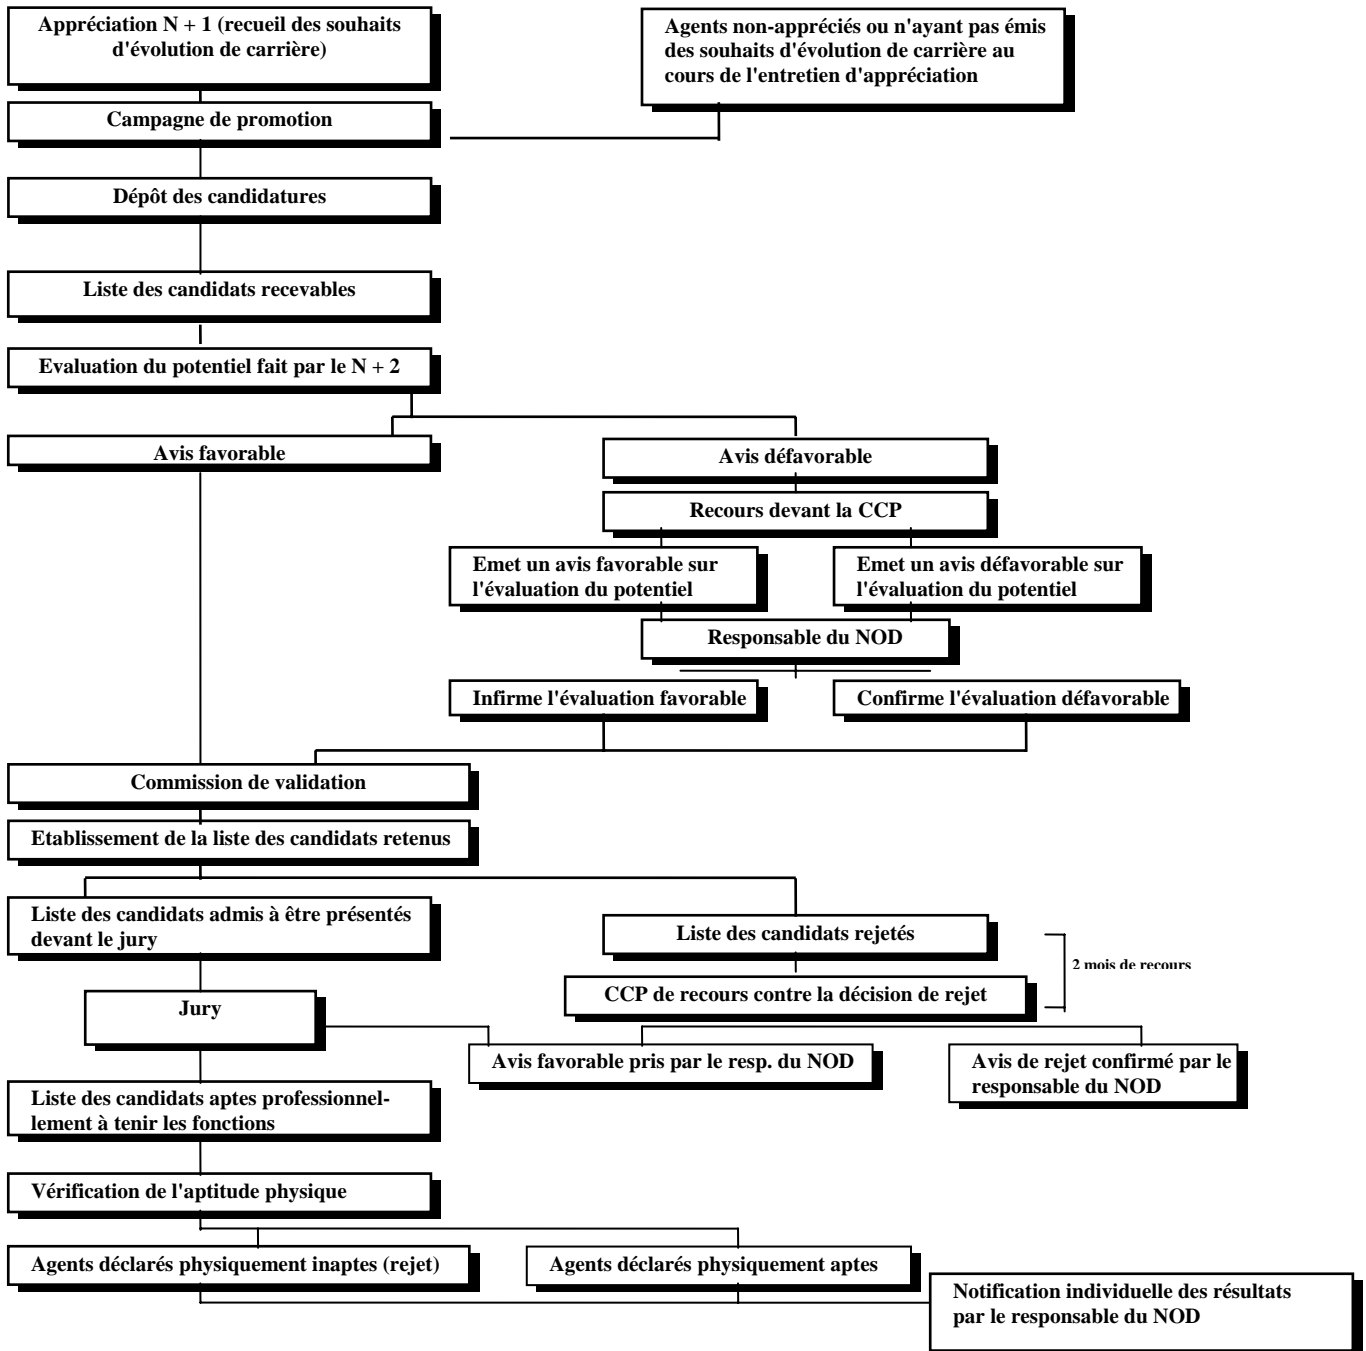 Appréciation N + 1 (recueil des souhaits
d'évolution de carrière)
Agents non-appréciés ou n'ayant pas émis
des souhaits d'évolution de carrière au
cours de l'entretien d'appréciation
Campagne de promotion
Dépôt des candidatures
Liste des candidats recevables
Evaluation du potentiel fait par le N + 2
Avis favorable
Avis défavorable
Recours devant la CCP
Emet un avis favorable sur
l'évaluation du potentiel
Emet un avis défavorable sur
l'évaluation du potentiel
Responsable du NOD
Infirme l'évaluation favorable
Confirme l'évaluation défavorable
Commission de validation
Etablissement de la liste des candidats retenus
Liste des candidats admis à être présentés
devant le jury
Liste des candidats rejetés
2 mois de recours
CCP de recours contre la décision de rejet
Jury
Avis favorable pris par le resp. du NOD
Avis de rejet confirmé par le
responsable du NOD
Liste des candidats aptes professionnel-
lement à tenir les fonctions
Vérification de l'aptitude physique
Agents déclarés physiquement inaptes (rejet)
Agents déclarés physiquement aptes
Notification individuelle des résultats
par le responsable du NOD